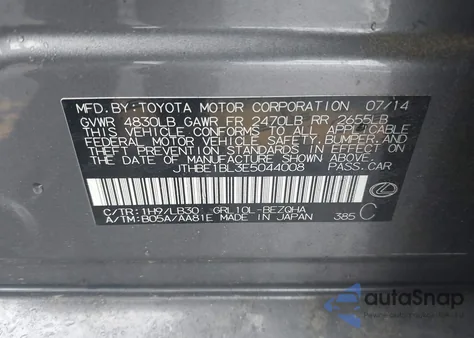 MFD.BY:TOYOTA MOTOR CORPORATION 07/14
GVWR 4830LB GAWR FR 2470LB RR 2655LB
THIS VEHICLE CONFORMS TO ALL APPLICABLE
FEDERAL MOTOR VEHICLE SAFETY, BUMPER, AND
THEFT PREVENTION STANDARDS IN EFFECT ON
THE DATE OF MANUFACTURE SHOWN ABOVE.
JTHBE1BL3E5044008 PASS.CAR
C/TR:1H9/LB30 GRL10L-BEZQHA
A/TM:B05A/AA81E MADE IN JAPAN 385 C
autoSnap